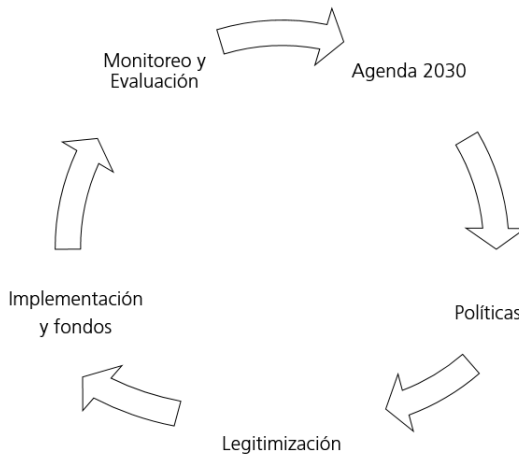 Monitoreo y
Evaluación
Agenda 2030
Políticas
Legitimización
Implementación
y fondos